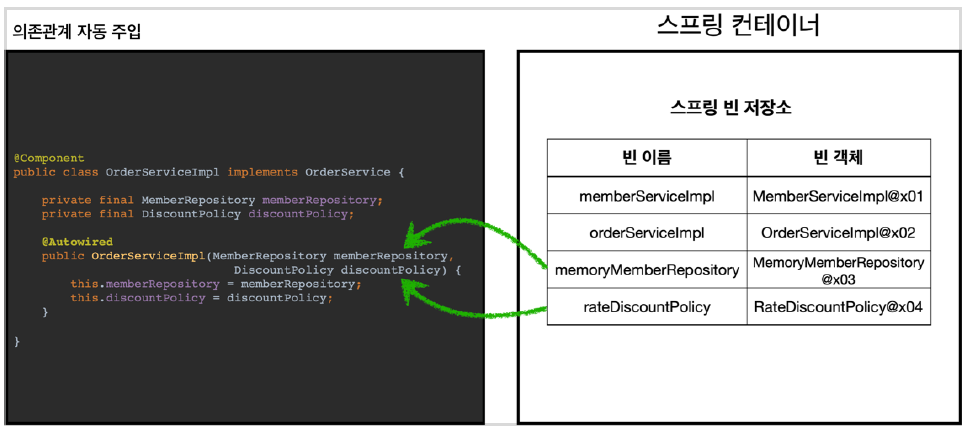 의존관계 자동 주입
스프링 컨테이너
@Component
public class OrderServiceImpl implements OrderService {
private final MemberRepository memberRepository;
private final DiscountPolicy discountPolicy;
@Autowired
public OrderServiceImpl(MemberRepository memberRepository,
DiscountPolicy discountPolicy) {
this.memberRepository = memberRepository;
this.discountPolicy = discountPolicy;
}
}
스프링 빈 저장소
빈 이름 빈 객체
memberServiceImpl MemberServiceImpl@x01
orderServiceImpl OrderServiceImpl@x02
memoryMemberRepository MemoryMemberRepository
@x03
rateDiscountPolicy RateDiscountPolicy@x04